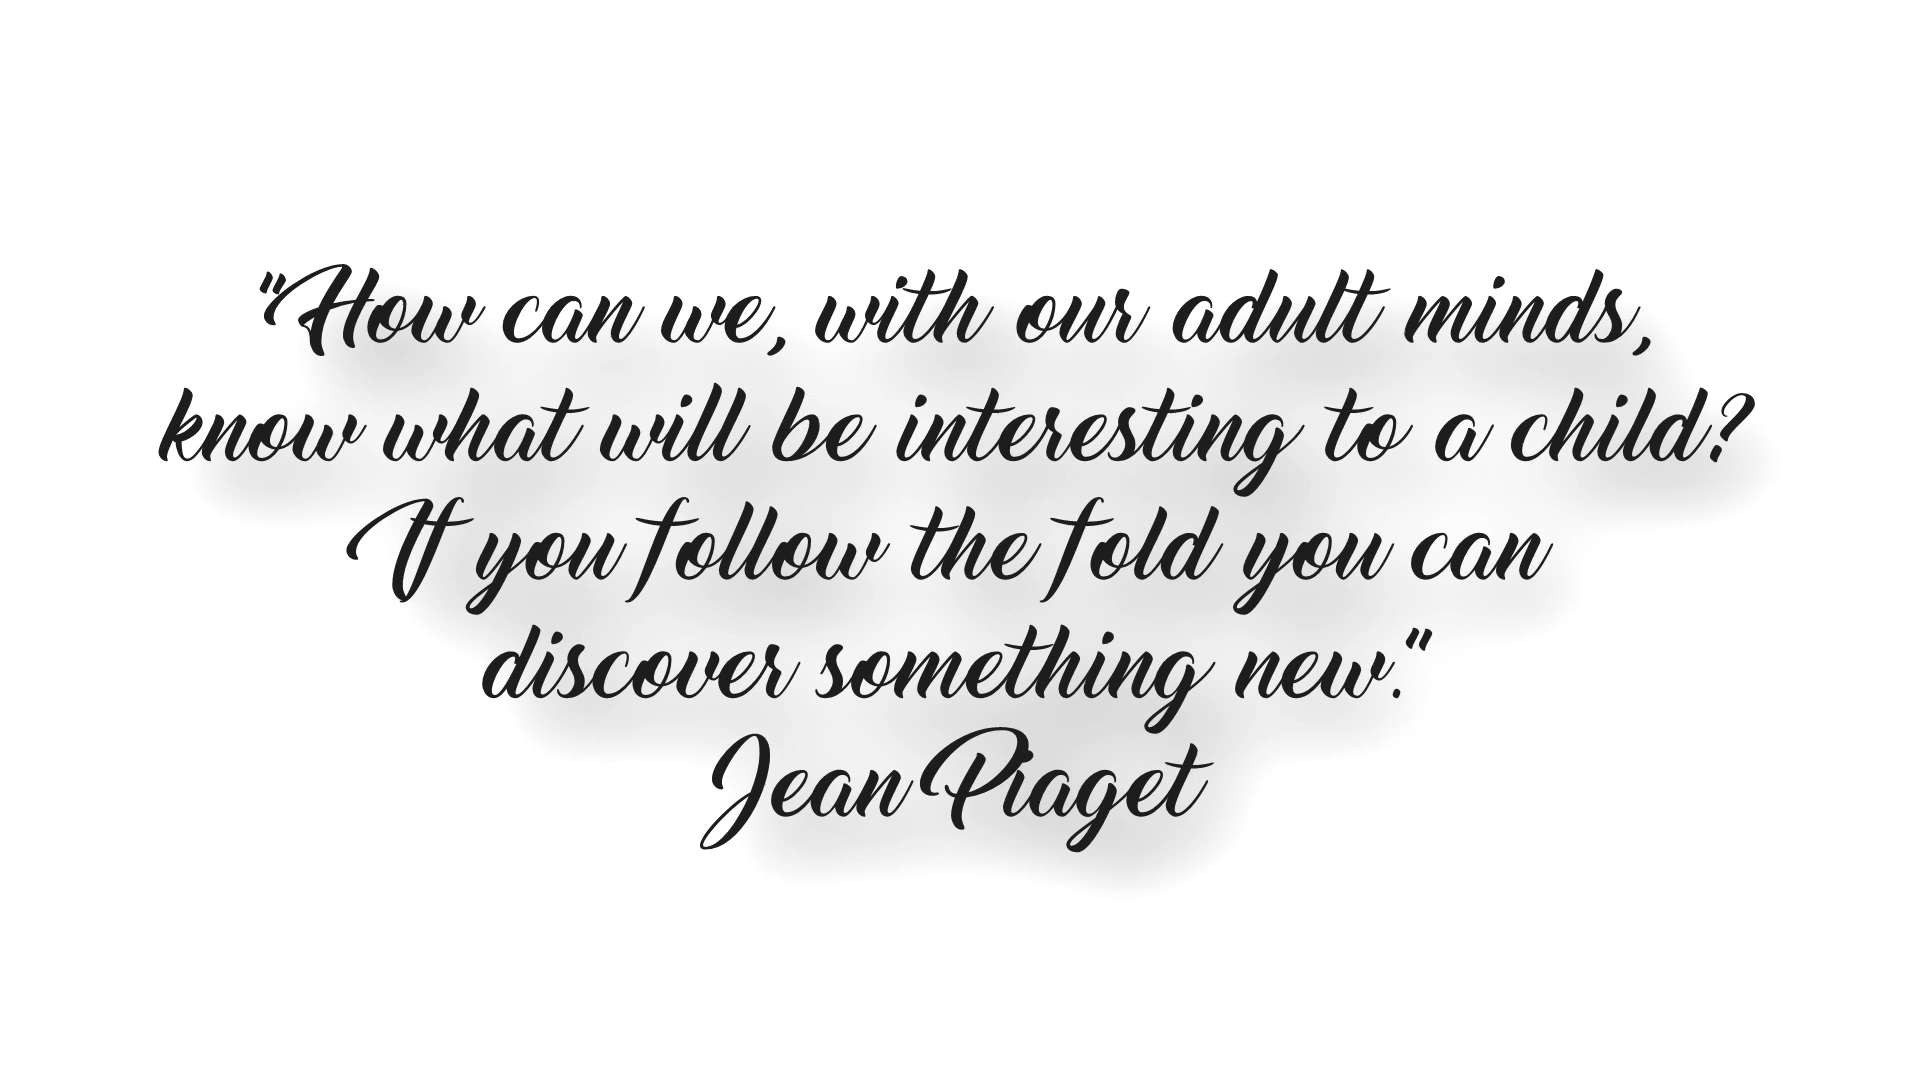 "How can we, with our adult minds,
know what will be interesting to a child?
If you follow the fold you can
discover something new."
Jean Piaget